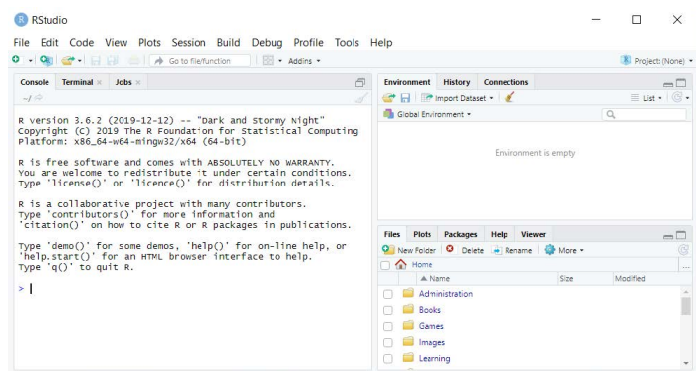 RStudio
File Edit Code View Plots Session Build Debug Profile Tools Help
Go to file/function Addins Project: (None)
Console Terminal Jobs
~/
R version 3.6.2 (2019-12-12) -- "Dark and Stormy Night"
Copyright (C) 2019 The R Foundation for Statistical Computing
Platform: x86_64-w64-mingw32/x64 (64-bit)
R is free software and comes with ABSOLUTELY NO WARRANTY.
You are welcome to redistribute it under certain conditions.
Type 'license()' or 'licence()' for distribution details.
R is a collaborative project with many contributors.
Type 'contributors()' for more information and
'citation()' on how to cite R or R packages in publications.
Type 'demo()' for some demos, 'help()' for on-line help, or
'help.start()' for an HTML browser interface to help.
Type 'q()' to quit R.
>
Environment History Connections
Import Dataset List
Global Environment
Environment is empty
Files Plots Packages Help Viewer
New Folder Delete Rename More
Home ...
Name Size Modified
Administration
Books
Games
Images
Learning